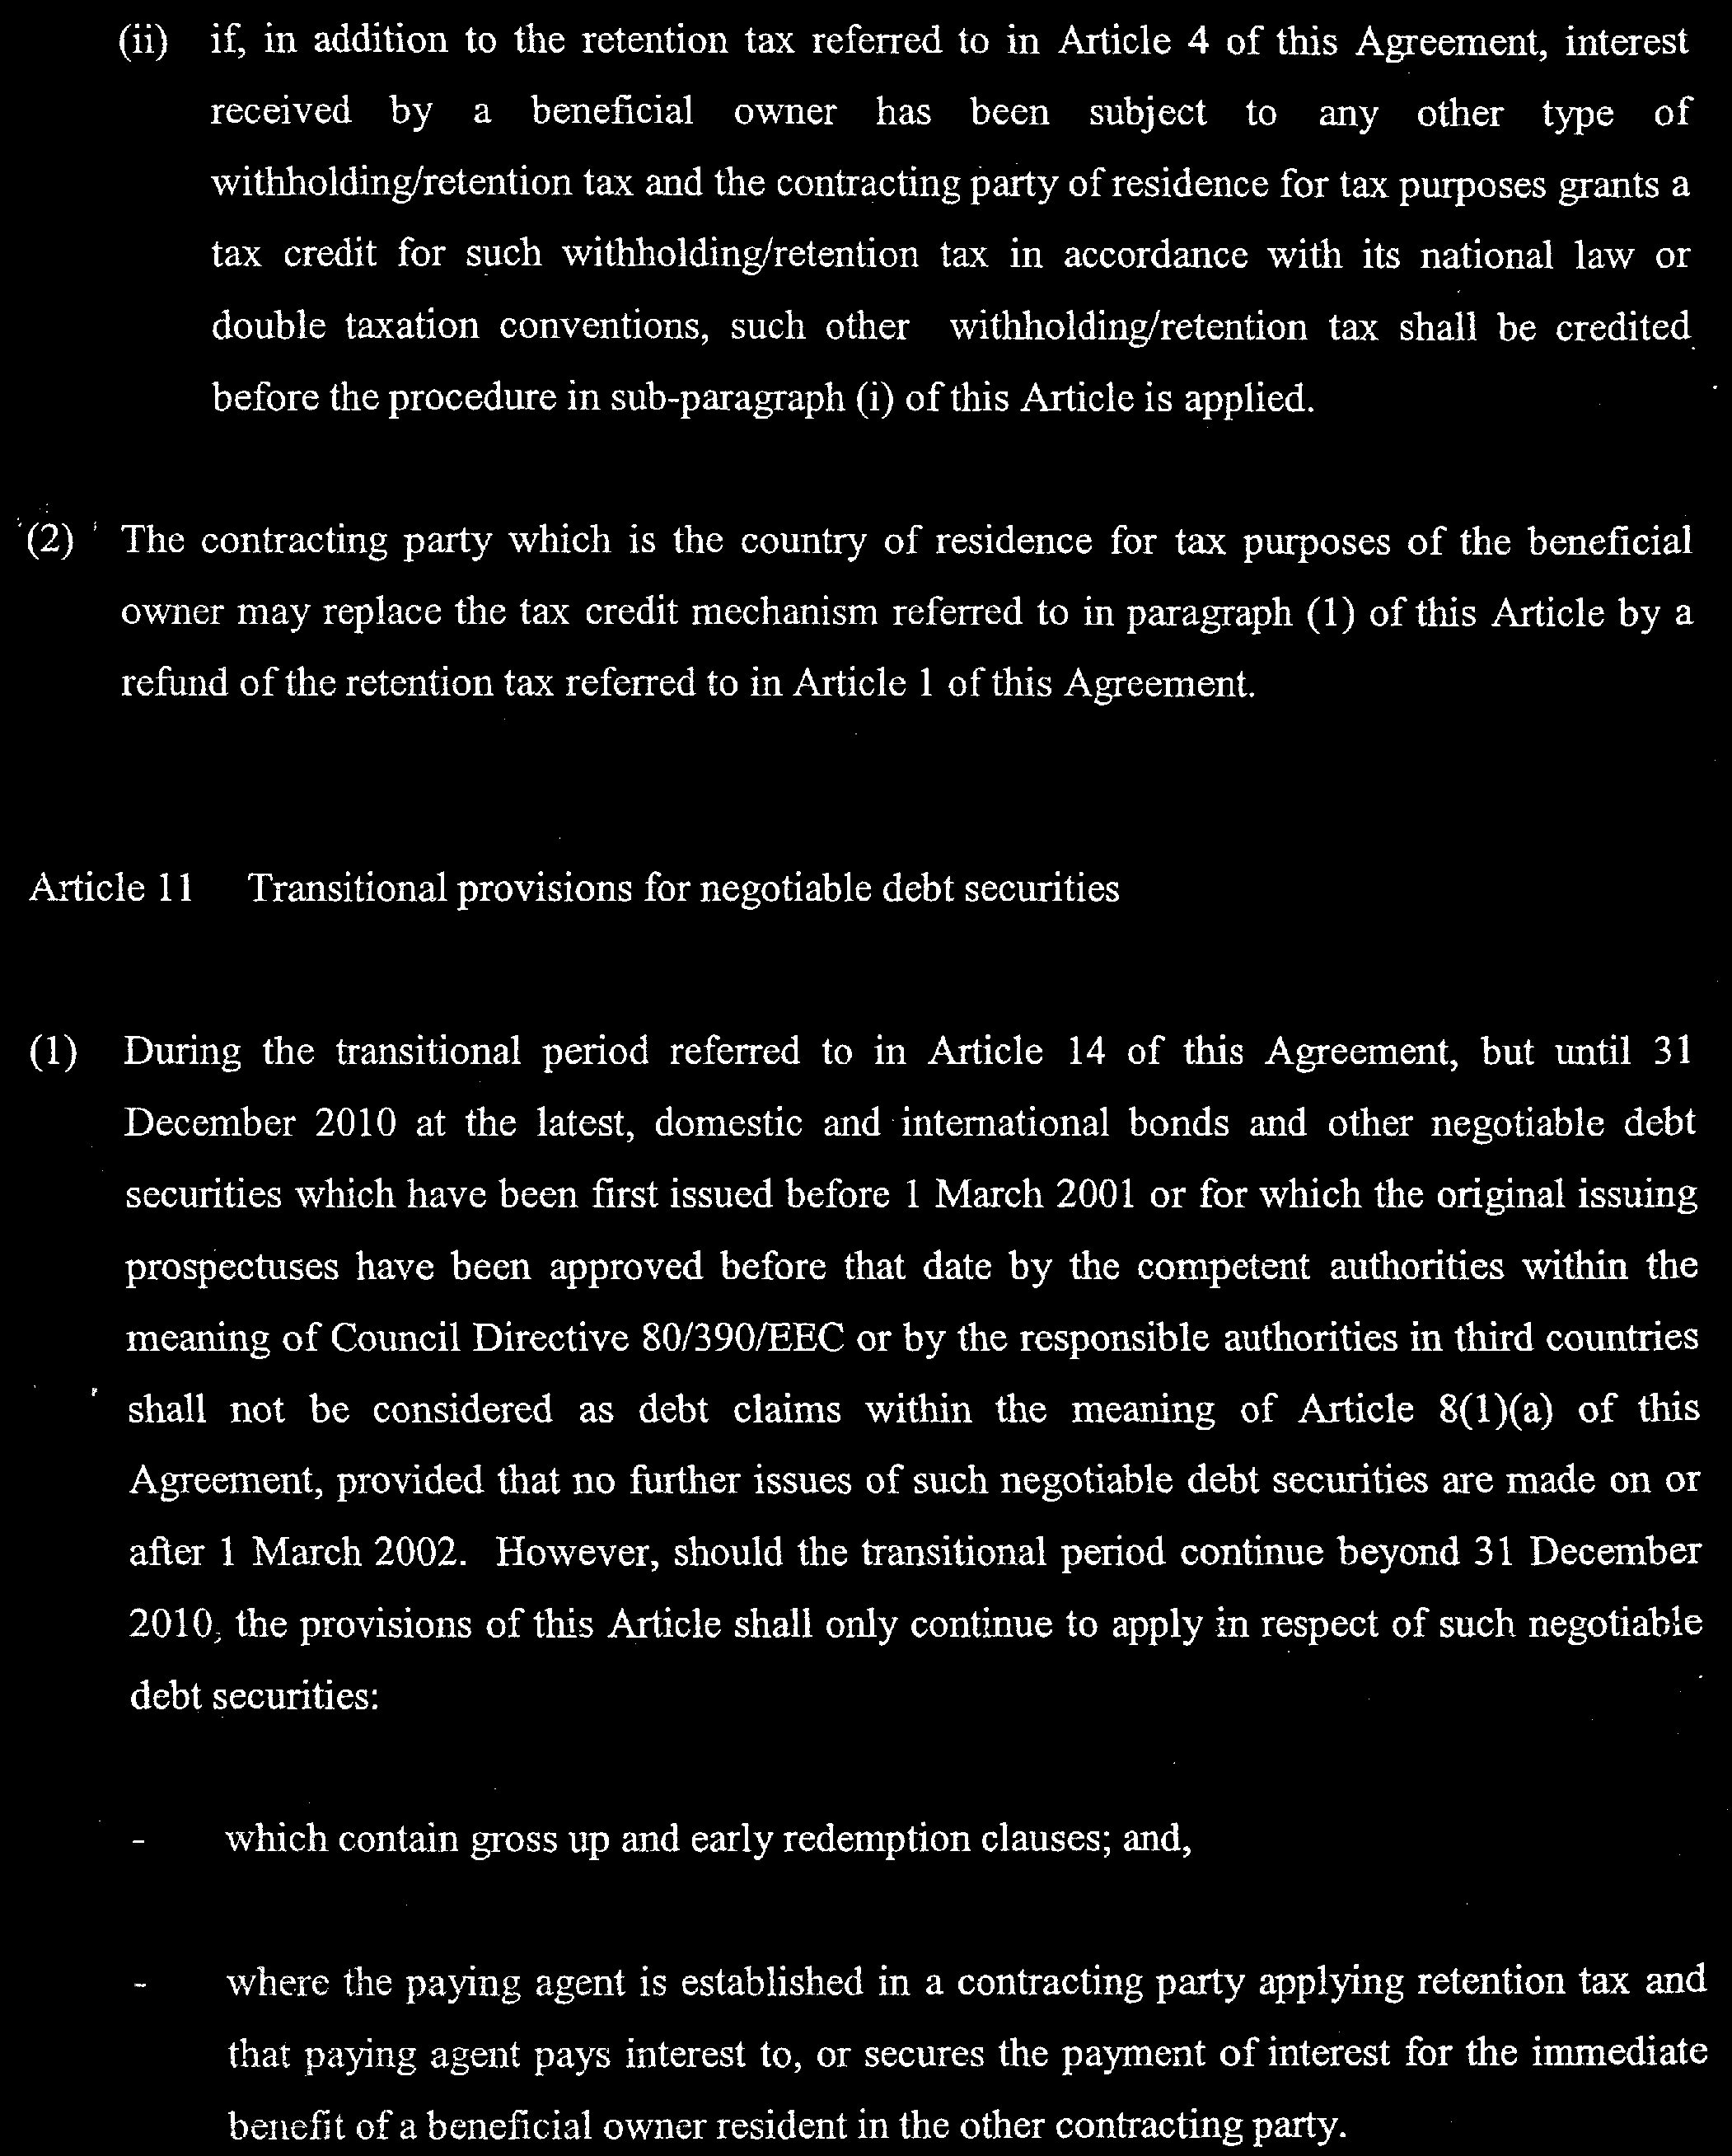 (ii) if, in addition to the retention tax referred to in Article 4 of this Agreement, interest
received by a beneficial owner has been subject to any other type of
withholding/retention tax and the contracting party of residence for tax purposes grants a
tax credit for such withholding/retention tax in accordance with its national law or
double taxation conventions, such other withholding/retention tax shall be credited
before the procedure in sub-paragraph (i) of this Article is applied.
(2) The contracting party which is the country of residence for tax purposes of the beneficial
owner may replace the tax credit mechanism referred to in paragraph (1) of this Article by a
refund of the retention tax referred to in Article 1 of this Agreement.
Article 11 Transitional provisions for negotiable debt securities
(1) During the transitional period referred to in Article 14 of this Agreement, but until 31
December 2010 at the latest, domestic and international bonds and other negotiable debt
securities which have been first issued before 1 March 2001 or for which the original issuing
prospectuses have been approved before that date by the competent authorities within the
meaning of Council Directive 80/390/EEC or by the responsible authorities in third countries
shall not be considered as debt claims within the meaning of Article 8(1)(a) of this
Agreement, provided that no further issues of such negotiable debt securities are made on or
after 1 March 2002. However, should the transitional period continue beyond 31 December
2010, the provisions of this Article shall only continue to apply in respect of such negotiable
debt securities:
- which contain gross up and early redemption clauses; and,
- where the paying agent is established in a contracting party applying retention tax and
that paying agent pays interest to, or secures the payment of interest for the immediate
benefit of a beneficial owner resident in the other contracting party.